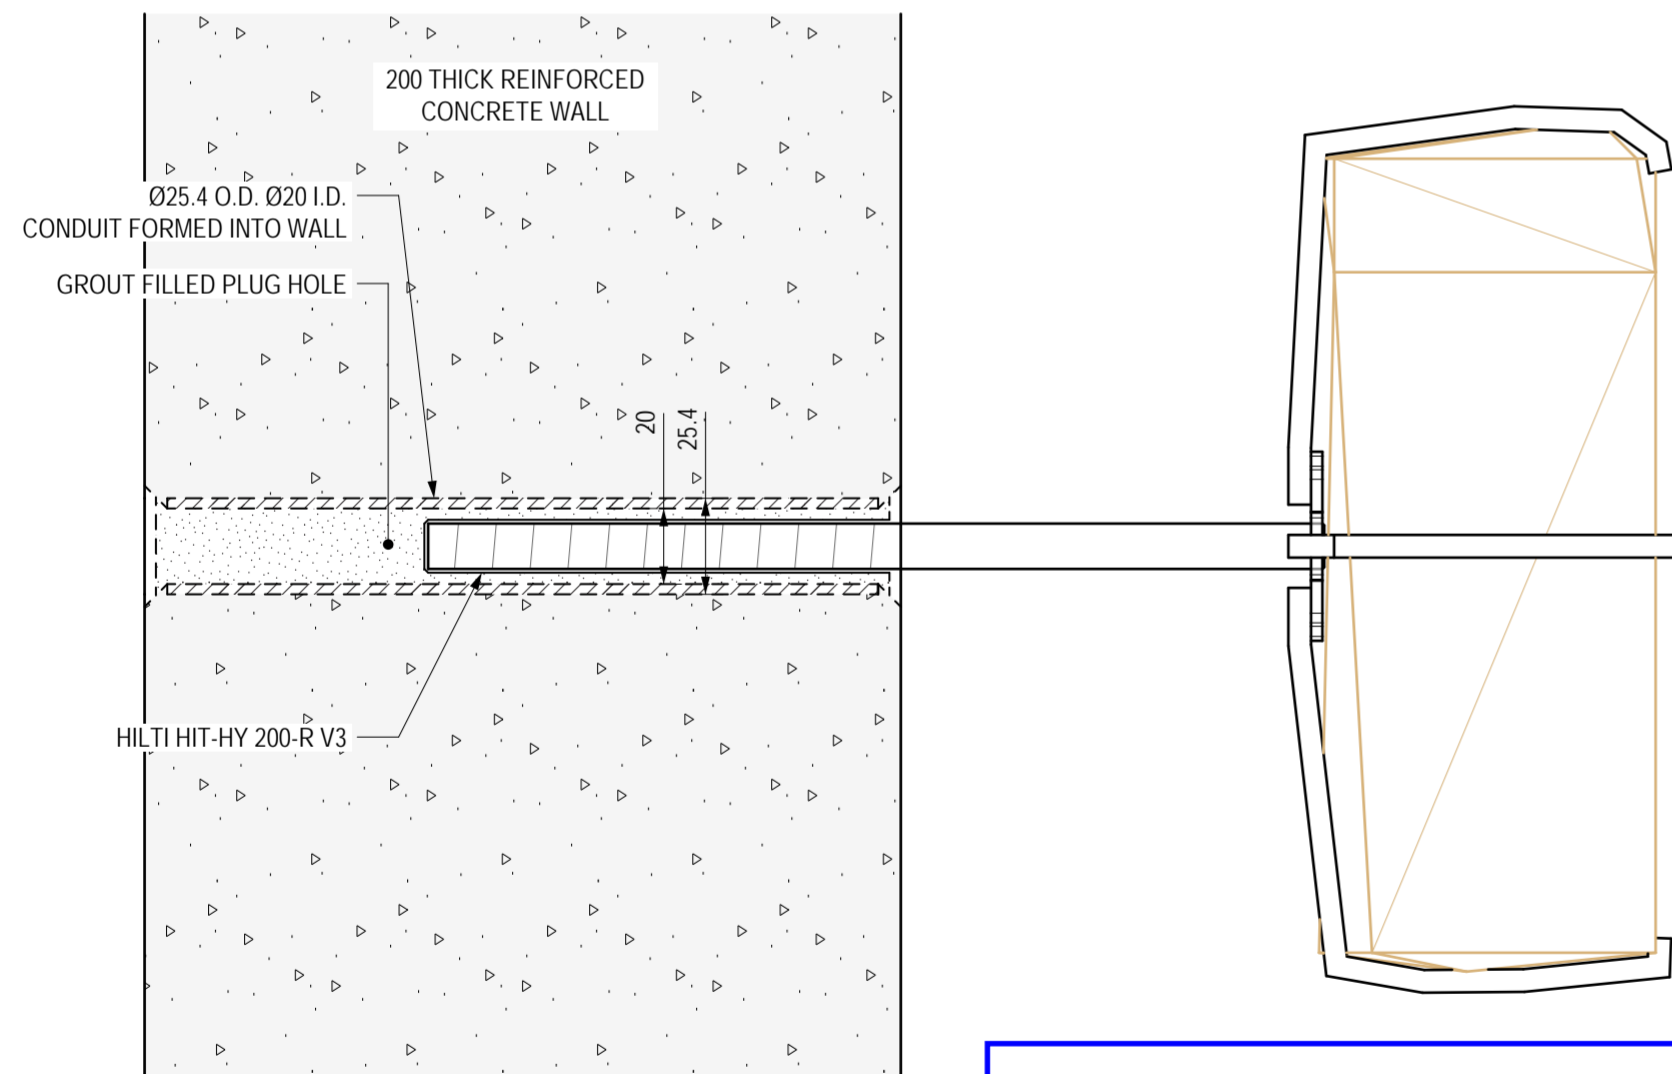 200 THICK REINFORCED
CONCRETE WALL
Ø25.4 O.D. Ø20 I.D.
CONDUIT FORMED INTO WALL
GROUT FILLED PLUG HOLE
20
25.4
HILTI HIT-HY 200-R V3